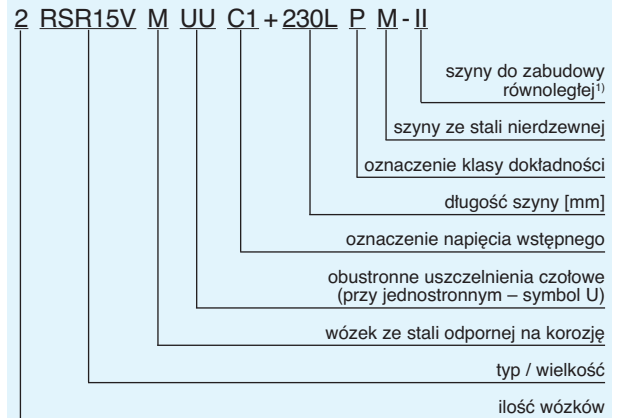 2 RSR15V M UU C1 + 230L P M - II
szyny do zabudowy
równoległej¹⁾
szyny ze stali nierdzewnej
oznaczenie klasy dokładności
długość szyny [mm]
oznaczenie napięcia wstępnego
obustronne uszczelnienia czołowe
(przy jednostronnym – symbol U)
wózek ze stali odpornej na korozję
typ / wielkość
ilość wózków